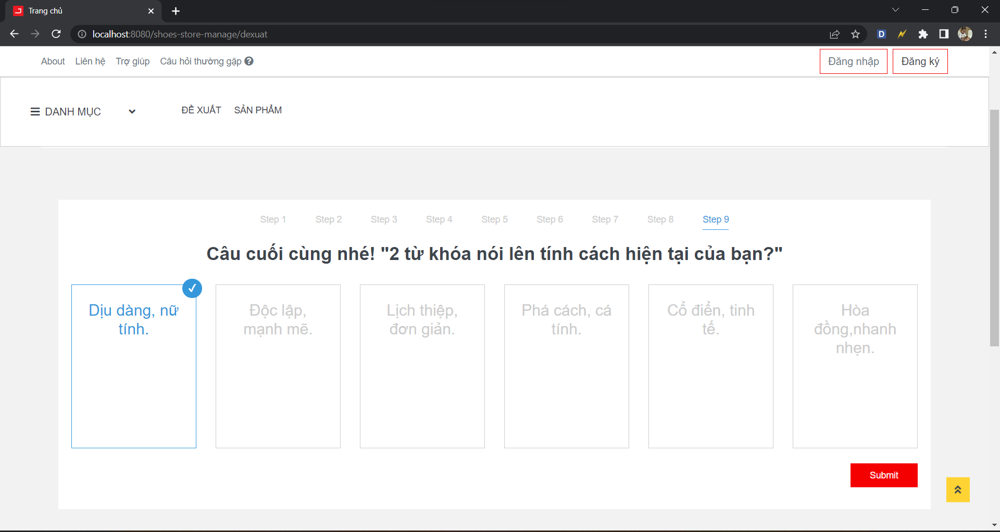 Trang chủ
localhost:8080/shoes-store-manage/dexuat
D
About Liên hệ Trợ giúp Câu hỏi thường gặp ?
Đăng nhập Đăng ký
DANH MỤC ĐỀ XUẤT SẢN PHẨM
Step 1 Step 2 Step 3 Step 4 Step 5 Step 6 Step 7 Step 8 Step 9
Câu cuối cùng nhé! "2 từ khóa nói lên tính cách hiện tại của bạn?"
Dịu dàng, nữ
tính.
Độc lập,
mạnh mẽ.
Lịch thiệp,
đơn giản.
Phá cách, cá
tính.
Cổ điển, tinh
tế.
Hòa
đồng,nhanh
nhẹn.
Submit